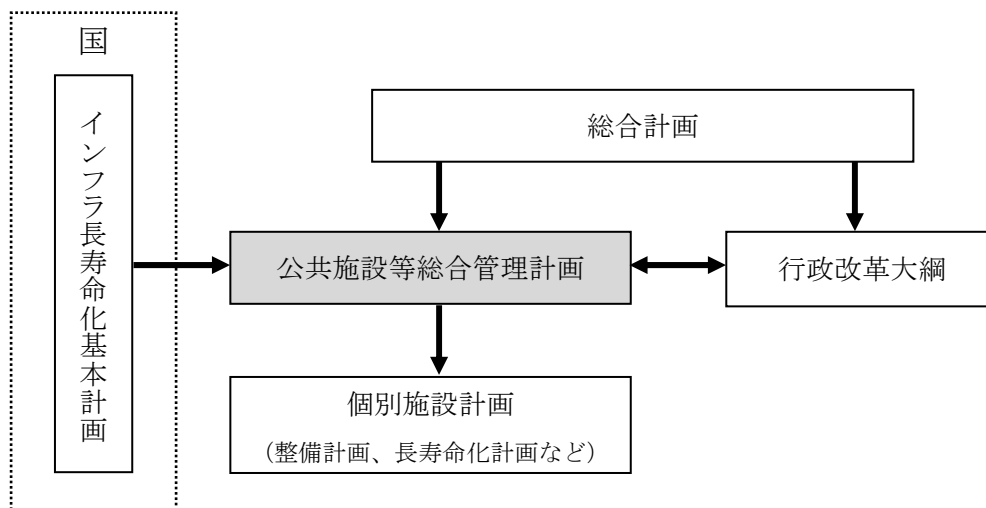 国
インフラ長寿命化基本計画
総合計画
公共施設等総合管理計画
行政改革大綱
個別施設計画
（整備計画、長寿命化計画など）